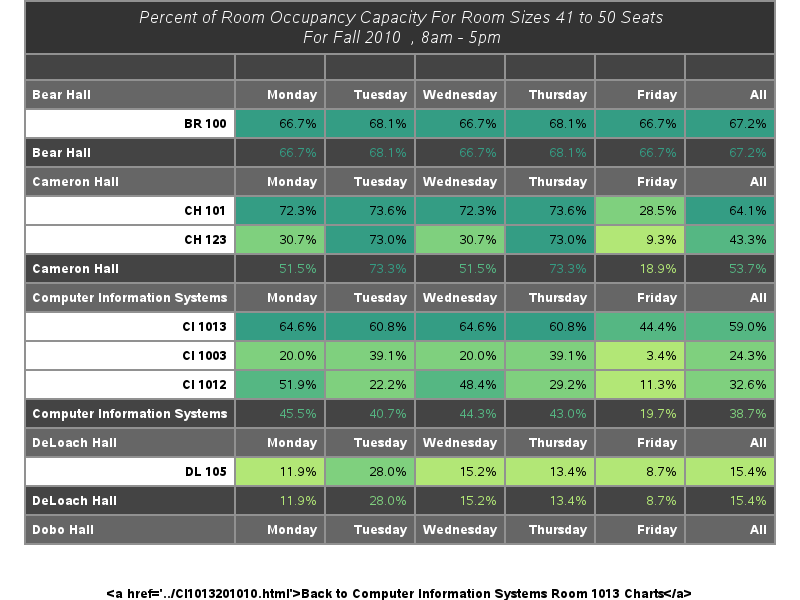 Percent of Room Occupancy Capacity For Room Sizes 41 to 50 Seats
For Fall 2010 , 8am - 5pm
Bear Hall Monday Tuesday Wednesday Thursday Friday All
BR 100 66.7% 68.1% 66.7% 68.1% 66.7% 67.2%
Bear Hall 66.7% 68.1% 66.7% 68.1% 66.7% 67.2%
Cameron Hall Monday Tuesday Wednesday Thursday Friday All
CH 101 72.3% 73.6% 72.3% 73.6% 28.5% 64.1%
CH 123 30.7% 73.0% 30.7% 73.0% 9.3% 43.3%
Cameron Hall 51.5% 73.3% 51.5% 73.3% 18.9% 53.7%
Computer Information Systems Monday Tuesday Wednesday Thursday Friday All
CI 1013 64.6% 60.8% 64.6% 60.8% 44.4% 59.0%
CI 1003 20.0% 39.1% 20.0% 39.1% 3.4% 24.3%
CI 1012 51.9% 22.2% 48.4% 29.2% 11.3% 32.6%
Computer Information Systems 45.5% 40.7% 44.3% 43.0% 19.7% 38.7%
DeLoach Hall Monday Tuesday Wednesday Thursday Friday All
DL 105 11.9% 28.0% 15.2% 13.4% 8.7% 15.4%
DeLoach Hall 11.9% 28.0% 15.2% 13.4% 8.7% 15.4%
Dobo Hall Monday Tuesday Wednesday Thursday Friday All
<a href='../CI1013201010.html'>Back to Computer Information Systems Room 1013 Charts</a>